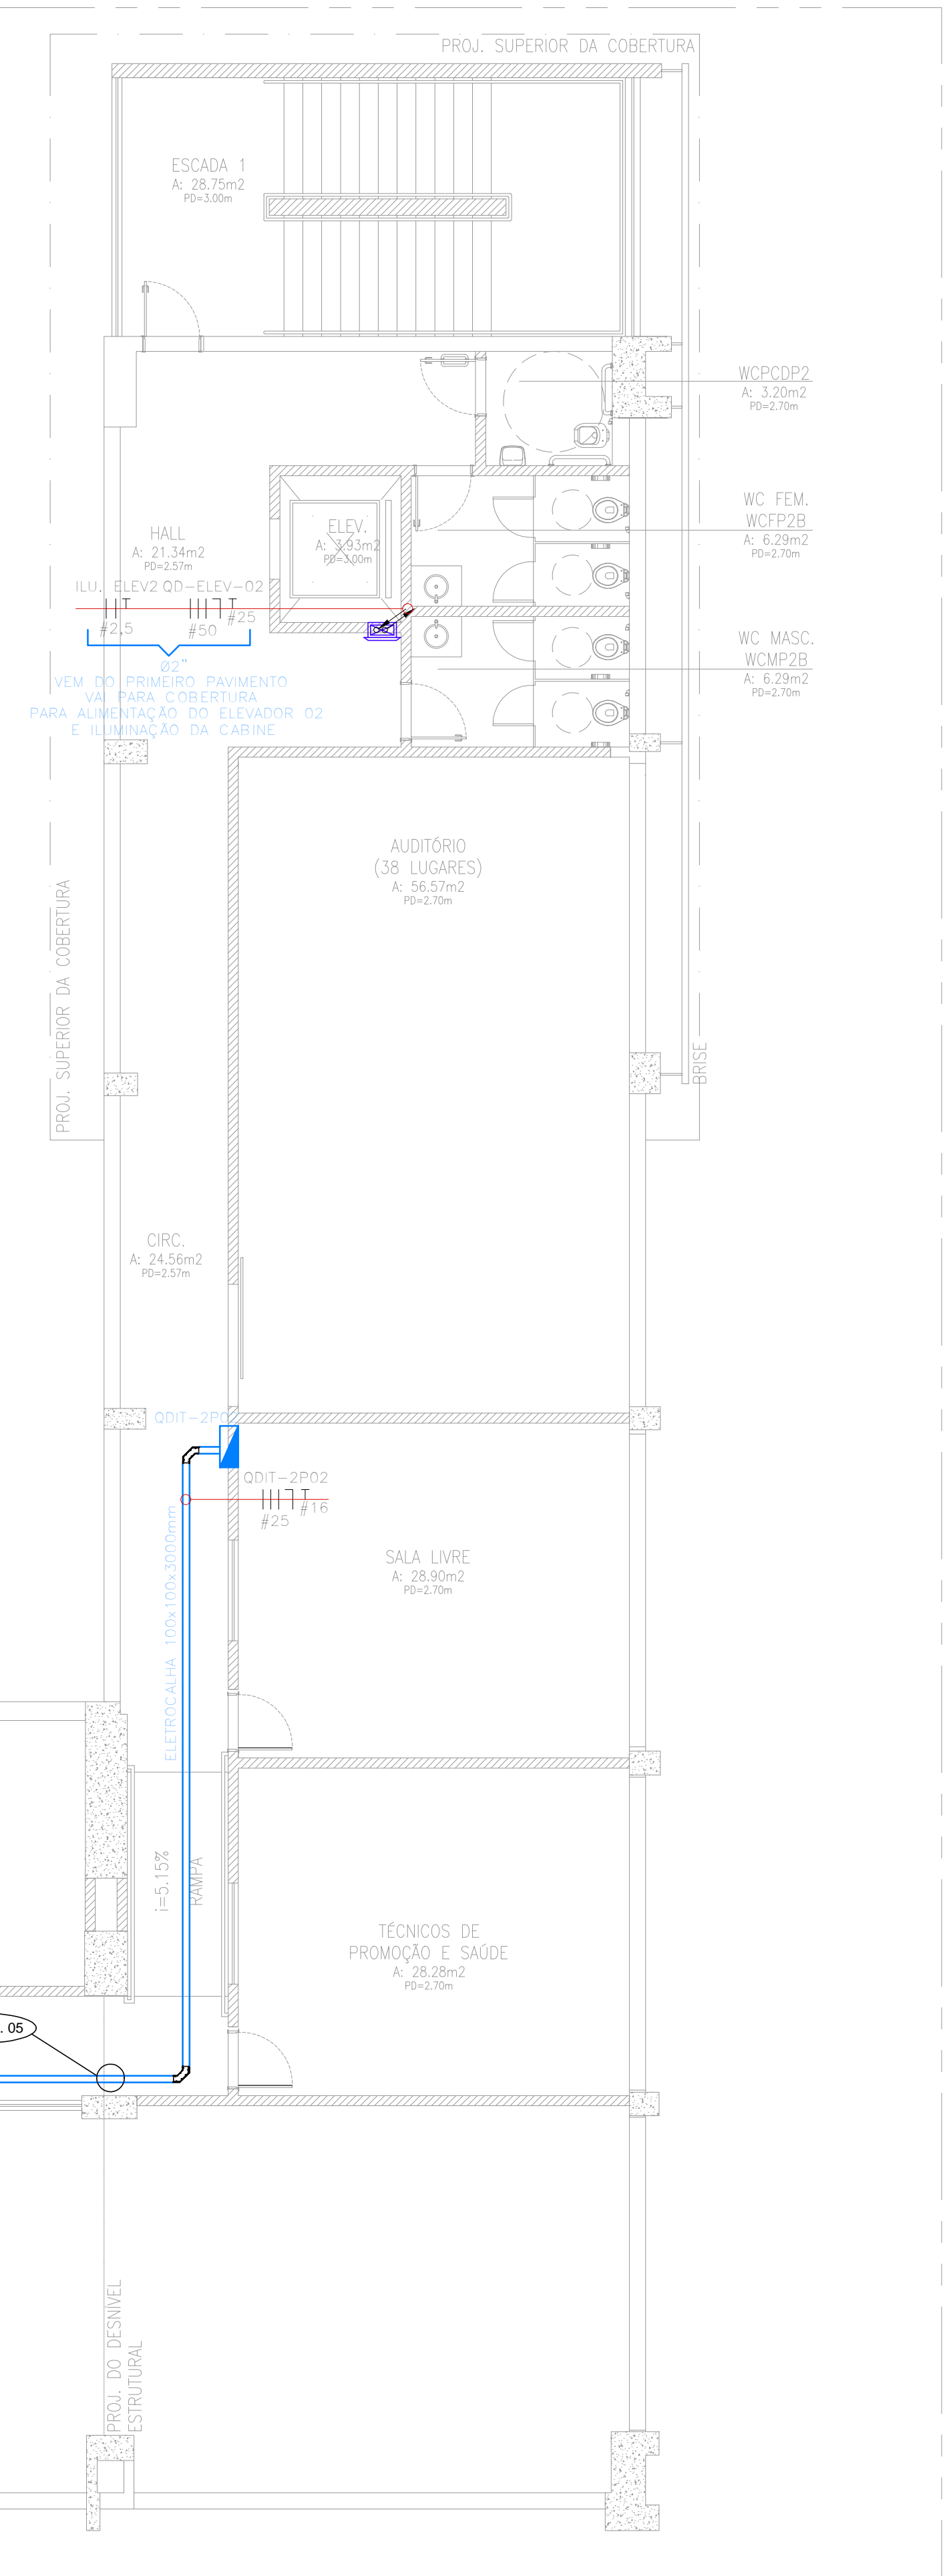 PROJ. SUPERIOR DA COBERTURA
ESCADA 1
A: 28.75m2
PD=3.00m
WCPCDP2
A: 3.20m2
PD=2.70m
WC FEM.
WCFP2B
A: 6.29m2
PD=2.70m
HALL
A: 21.34m2
PD=2.57m
ELEV.
A: 3.93m2
PD=3.00m
ILU. ELEV2 QD-ELEV-02
#2,5
#50
#25
Ø2"
VEM DO PRIMEIRO PAVIMENTO
VAI PARA COBERTURA
PARA ALIMENTAÇÃO DO ELEVADOR 02
E ILUMINAÇÃO DA CABINE
WC MASC.
WCMP2B
A: 6.29m2
PD=2.70m
AUDITÓRIO
(38 LUGARES)
A: 56.57m2
PD=2.70m
PROJ. SUPERIOR DA COBERTURA
BRISE
CIRC.
A: 24.56m2
PD=2.57m
QDIT-2P02
QDIT-2P02
#25
#16
ELETROCALHA 100x100x3000mm
SALA LIVRE
A: 28.90m2
PD=2.70m
i=5.15%
RAMPA
TÉCNICOS DE
PROMOÇÃO E SAÚDE
A: 28.28m2
PD=2.70m
. 05
PROJ. DO DESNÍVEL
ESTRUTURAL